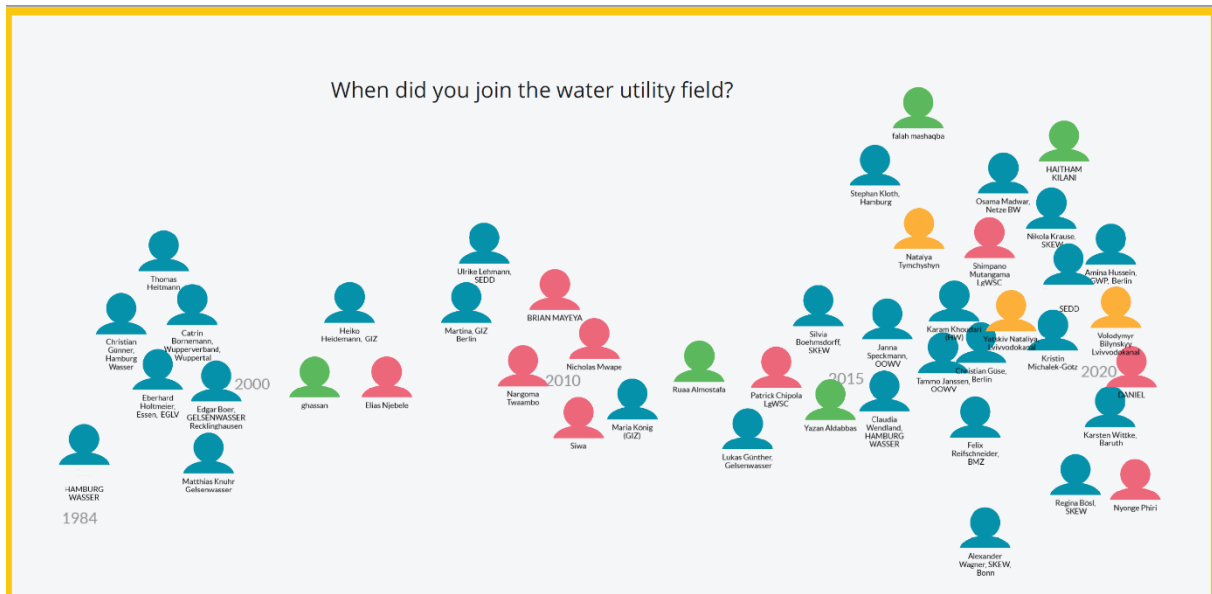 When did you join the water utility field?
falah mashaqba
HAITHAM
KILANI
Stephan Kloth,
Hamburg
Osama Madwar,
Netze BW
Nikola Krause,
SKEW
Nataiya
Tymchyshyn
Shimpano
Mutangama
LgWSC
Amina Hussein,
GWP, Berlin
Thomas
Heitmann
Ulrike Lehmann,
SEDD
BRIAN MAYEYA
SEDD
Christian
Günner,
Hamburg
Wasser
Catrin
Bornemann,
Wupperverband,
Wuppertal
Heiko
Heidemann, GIZ
Martina, GIZ
Berlin
Nicholas Mwape
Silvia
Boehmsdorff,
SKEW
Janna
Speckmann,
OOWV
Karam Khoudari
(HW)
Yatskiv Nataliya,
Lvivvodokanal
Volodymyr
Bilynskyy
Lvivvodokanal
Kristin
Michalek-Götz
Christian Güse,
Berlin
Tammo Janssen,
OOWV
2000
2010
2015
2020
Eberhard
Holtmeier,
Essen, EGLV
Edgar Boer,
GELSENWASSER
Recklinghausen
ghassan
Elias Njebele
Nangoma
Twaambo
Ruaa Almostafa
Patrick Chipola
LgWSC
DANIEL
Siwa
Maria König
(GIZ)
Yazan Aldabbas
Claudia
Wendland,
HAMBURG
WASSER
Felix
Reifschneider,
BMZ
Karsten Wittke,
Baruth
Lukas Günther,
Gelsenwasser
HAMBURG
WASSER
Matthias Knuhr
Gelsenwasser
Regina Bösl,
SKEW
Nyonge Phiri
1984
Alexander
Wagner, SKEW,
Bonn